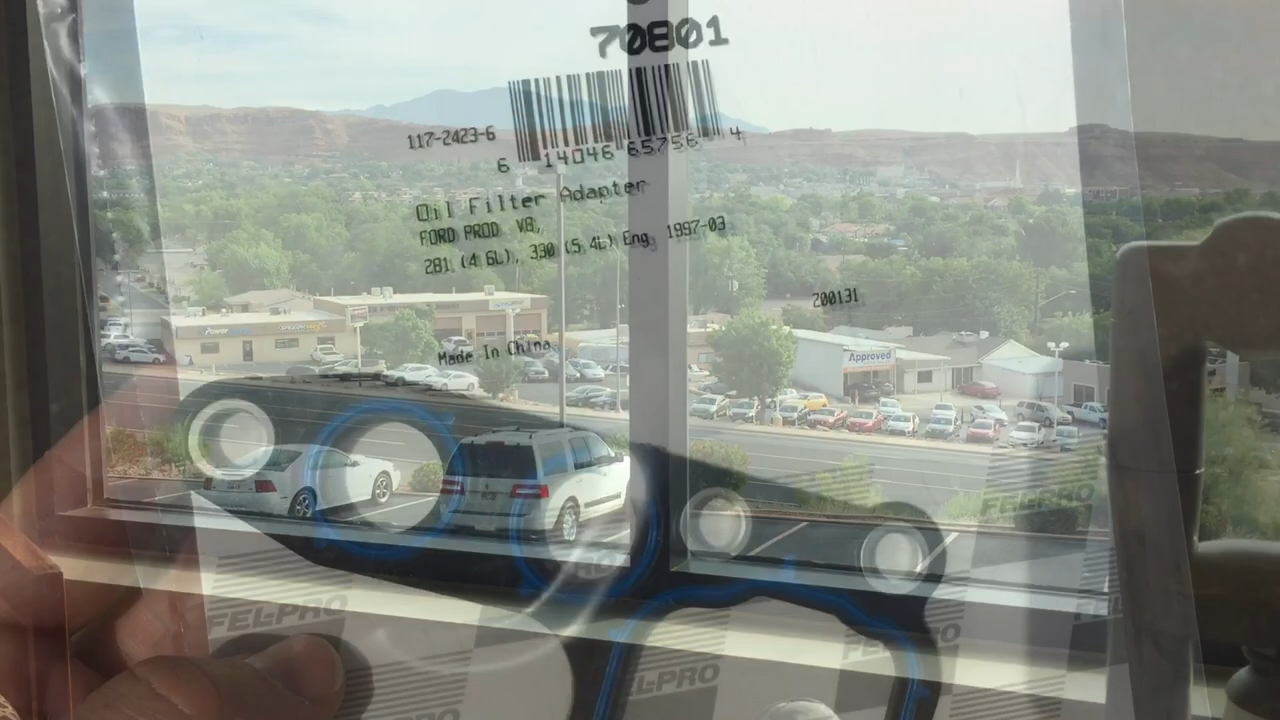 70801
117-2423-6
6 14046 65756 4
Oil Filter Adapter
FORD PROD V8,
281 (4 6L), 330 (5 4L) Eng 1997-03
200131
Made In China
Approved
FEL-PRO
FEL-PRO
FEL-PRO
FEL-PRO